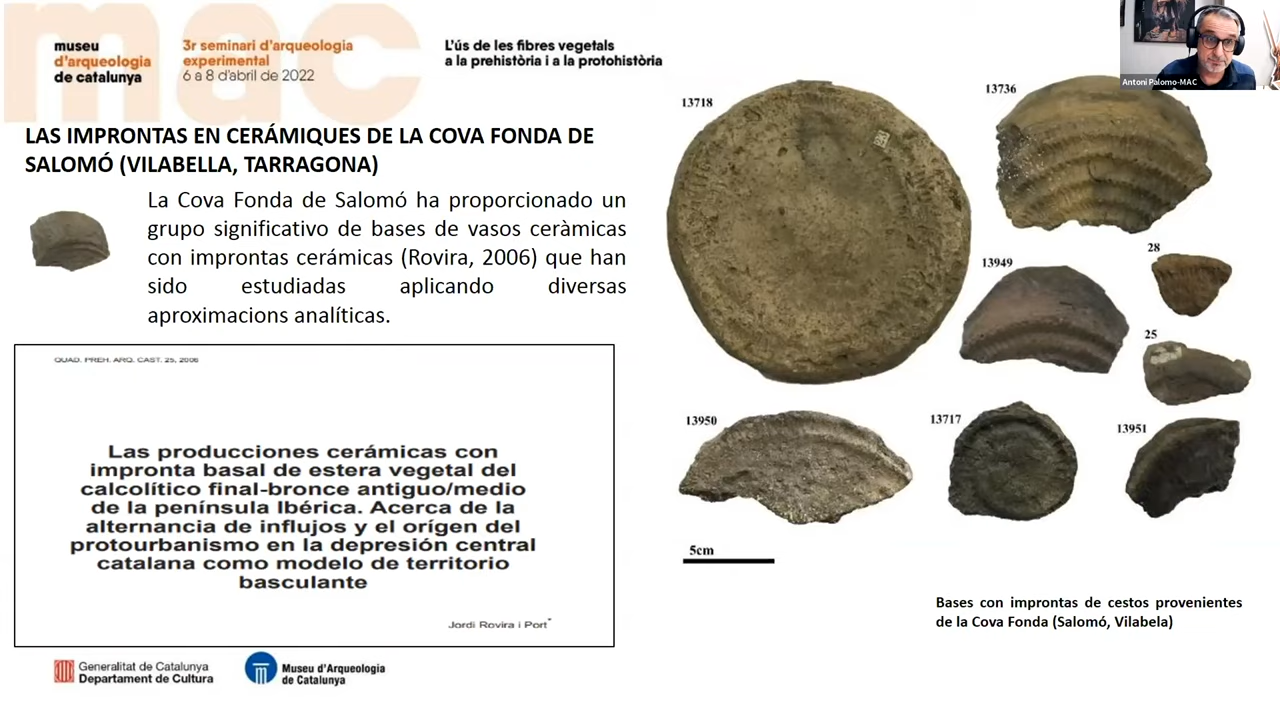 museu
d'arqueologia
de catalunya
3r seminari d'arqueologia
experimental
6 a 8 d'abril de 2022
L'ús de les fibres vegetals
a la prehistòria i a la protohistòria
mac
Antoni Palomo-MAC
LAS IMPRONTAS EN CERÁMIQUES DE LA COVA FONDA DE
SALOMÓ (VILABELLA, TARRAGONA)
La Cova Fonda de Salomó ha proporcionado un
grupo significativo de bases de vasos ceràmicas
con improntas cerámicas (Rovira, 2006) que han
sido estudiadas aplicando diversas
aproximacions analíticas.
QUAD. PREH. ARQ. CAST. 25, 2006
Las producciones cerámicas con
impronta basal de estera vegetal del
calcolítico final-bronce antiguo/medio
de la península Ibérica. Acerca de la
alternancia de influjos y el orígen del
protourbanismo en la depresión central
catalana como modelo de territorio
basculante
Jordi Rovira i Port*
Generalitat de Catalunya
Departament de Cultura
Museu d'Arqueologia
de Catalunya
13718
13736
28
13949
25
13950
13717
13951
5cm
Bases con improntas de cestos provenientes
de la Cova Fonda (Salomó, Vilabela)